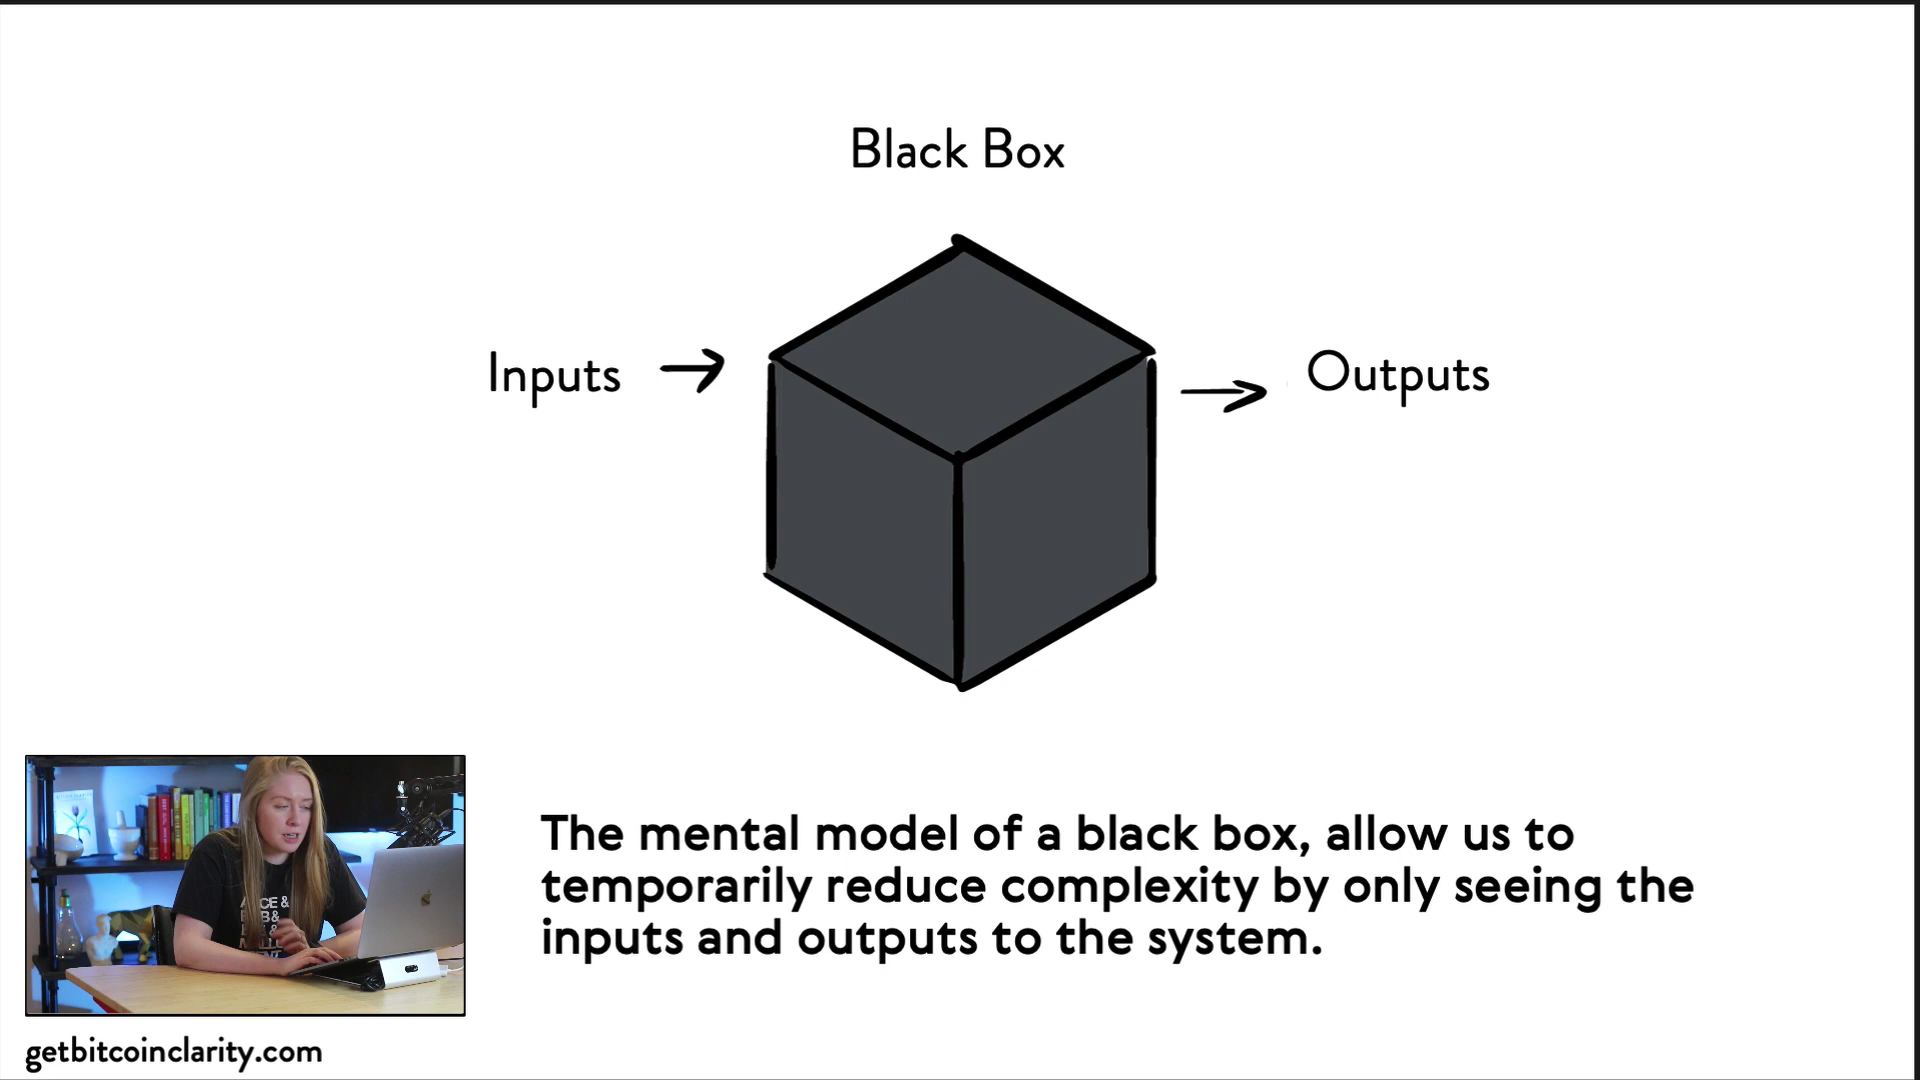 Black Box
Inputs
Outputs
The mental model of a black box, allow us to
temporarily reduce complexity by only seeing the
inputs and outputs to the system.
getbitcoinclarity.com